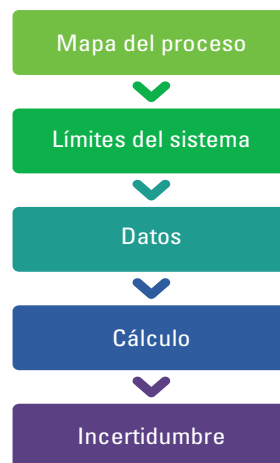 Mapa del proceso
Límites del sistema
Datos
Cálculo
Incertidumbre